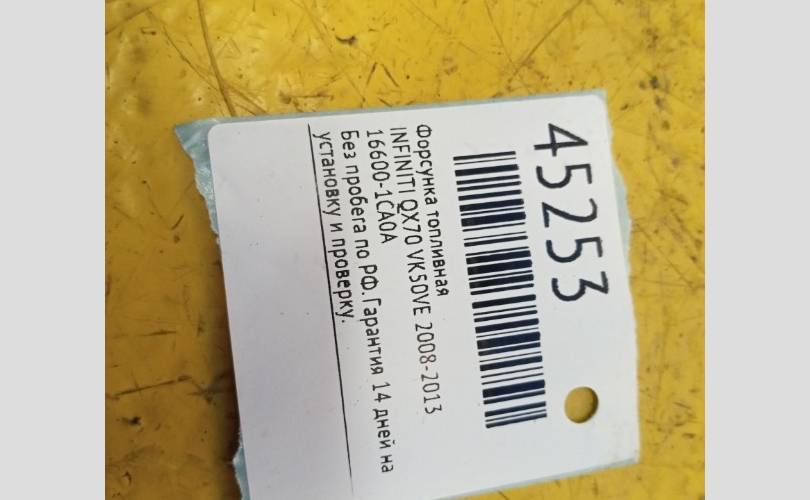 45253
Форсунка топливная
INFINITI QX70 VK50VE 2008-2013
16600-1CA0A
Без пробега по РФ.Гарантия 14 дней на
установку и проверку.